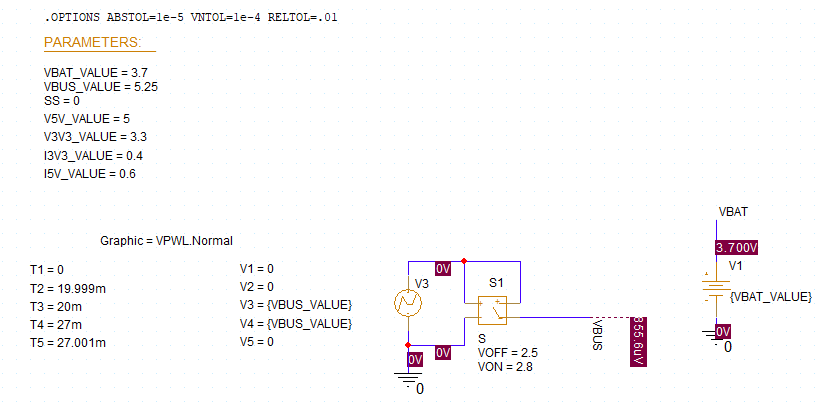 .OPTIONS ABSTOL=1e-5 VNTOL=1e-4 RELTOL=.01
PARAMETERS:
VBAT_VALUE = 3.7
VBUS_VALUE = 5.25
SS = 0
V5V_VALUE = 5
V3V3_VALUE = 3.3
I3V3_VALUE = 0.4
I5V_VALUE = 0.6
Graphic = VPWL.Normal
T1 = 0
T2 = 19.999m
T3 = 20m
T4 = 27m
T5 = 27.001m
V1 = 0
V2 = 0
V3 = {VBUS_VALUE}
V4 = {VBUS_VALUE}
V5 = 0
0V
V3
S1
S
VOFF = 2.5
VON = 2.8
0V
0V
0
VBUS
855.6uV
VBAT
3.700V
V1
{VBAT_VALUE}
0V
0